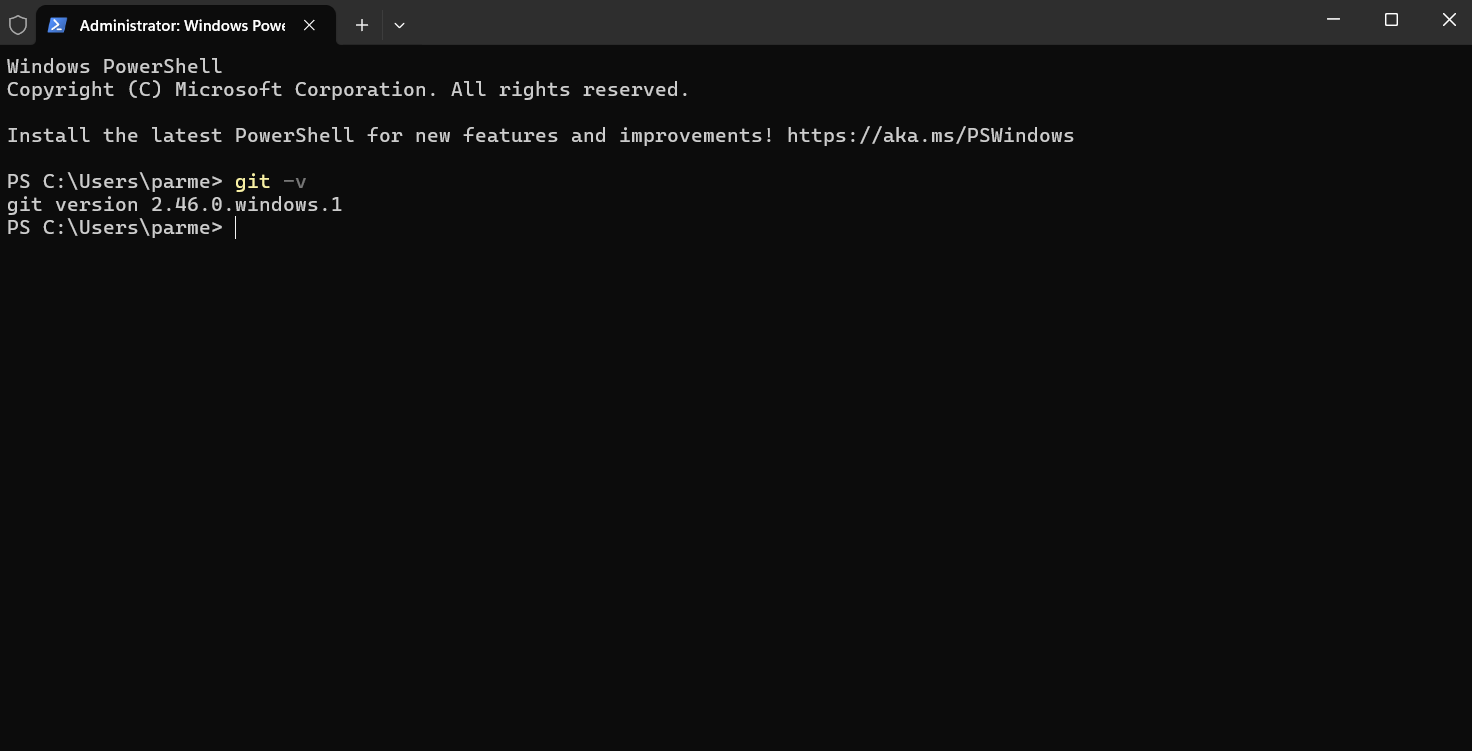 Administrator: Windows Powe
Windows PowerShell
Copyright (C) Microsoft Corporation. All rights reserved.
Install the latest PowerShell for new features and improvements! https://aka.ms/PSWindows
PS C:\Users\parme> git -v
git version 2.46.0.windows.1
PS C:\Users\parme>